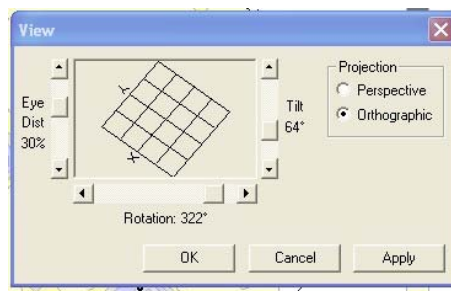 View
Projection
Perspective
Orthographic
Eye
Dist
30%
Y
X
Tilt
64°
Rotation: 322°
OK
Cancel
Apply